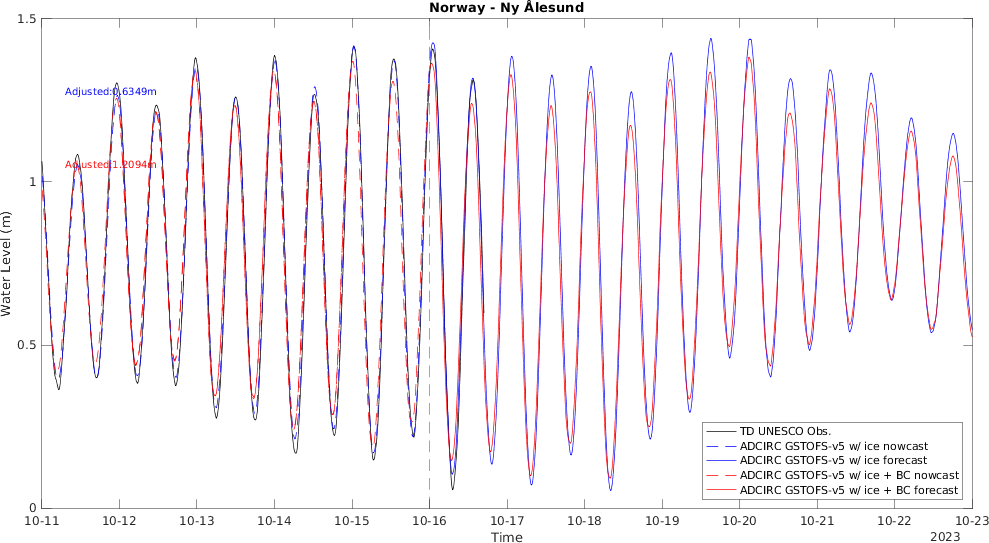 Norway - Ny Ålesund
1.5
1
0.5
0
Water Level (m)
Adjusted:0.6349m
Adjusted:1.2094m
TD UNESCO Obs.
ADCIRC GSTOFS-v5 w/ ice nowcast
ADCIRC GSTOFS-v5 w/ ice forecast
ADCIRC GSTOFS-v5 w/ ice + BC nowcast
ADCIRC GSTOFS-v5 w/ ice + BC forecast
10-11 10-12 10-13 10-14 10-15 10-16 10-17 10-18 10-19 10-20 10-21 10-22 10-23
Time
2023